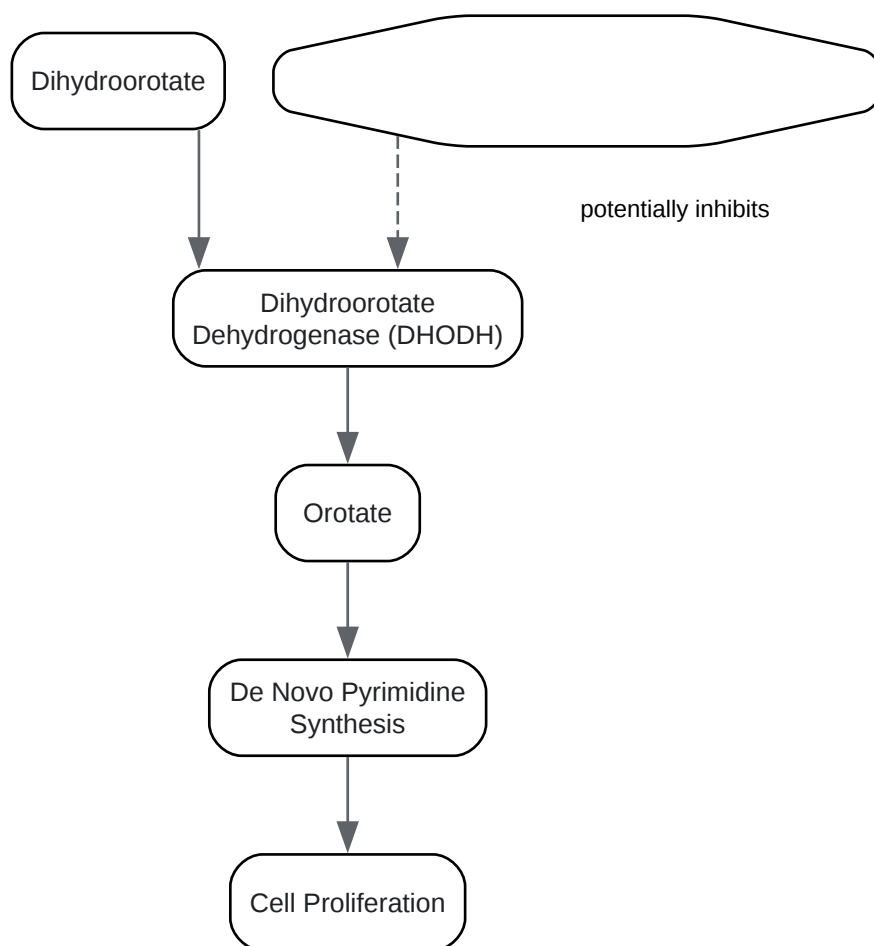 Dihydroorotate
potentially inhibits
Dihydroorotate
Dehydrogenase (DHODH)
Orotate
De Novo Pyrimidine
Synthesis
Cell Proliferation